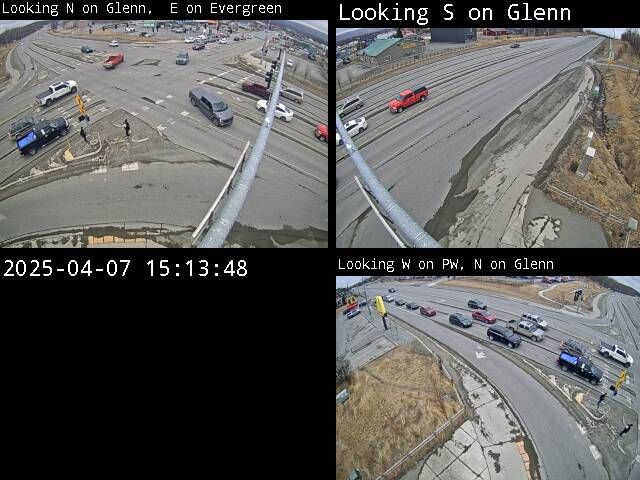 Looking N on Glenn, E on Evergreen
Looking S on Glenn
2025-04-07 15:13:48
Looking W on PW, N on Glenn